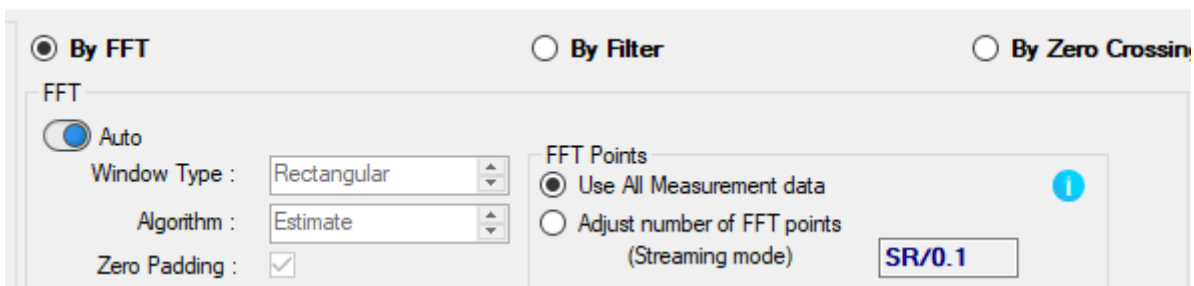 By FFT By Filter By Zero Crossing
FFT
Auto
Window Type : Rectangular
Algorithm : Estimate
Zero Padding :
FFT Points
Use All Measurement data
Adjust number of FFT points
(Streaming mode) SR/0.1